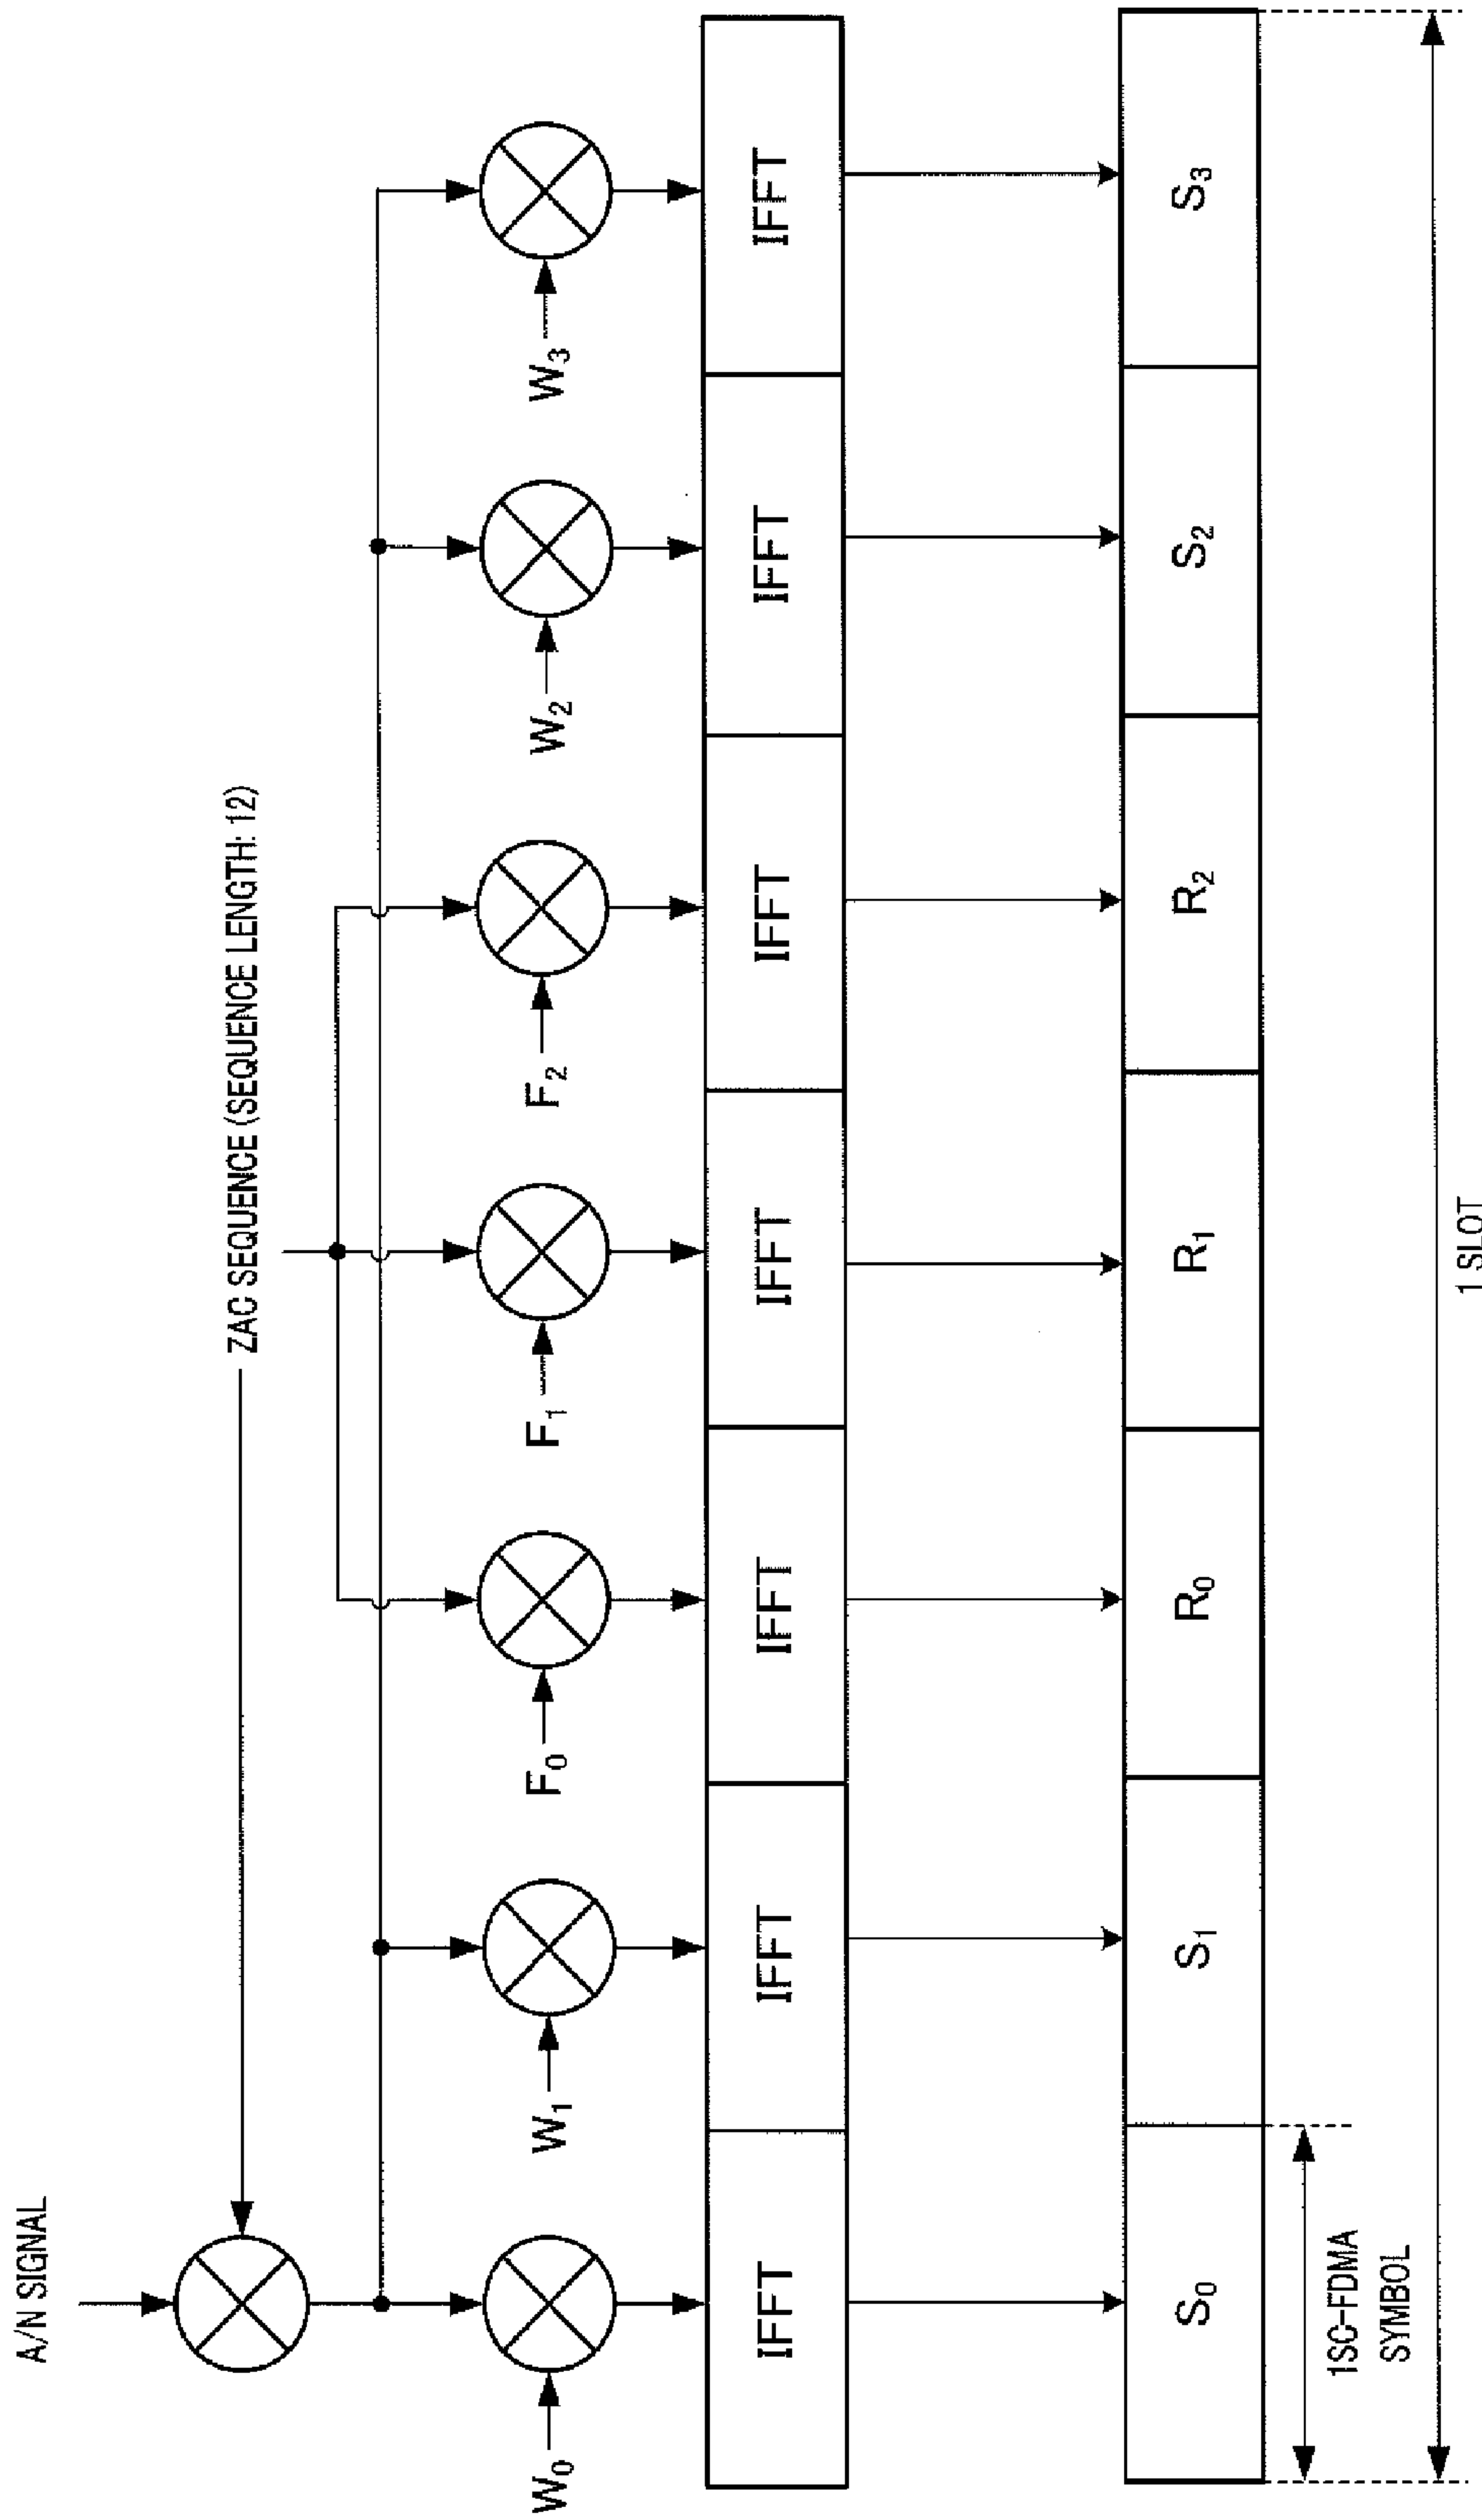 A/N SIGNAL
ZAC SEQUENCE (SEQUENCE LENGTH: 12)
W0
W1
F0
F1
F2
W2
W3
IFFT
IFFT
IFFT
IFFT
IFFT
IFFT
IFFT
S0
S1
R0
R1
R2
S2
S3
1SC-FDMA
SYMBOL
1 SLOT